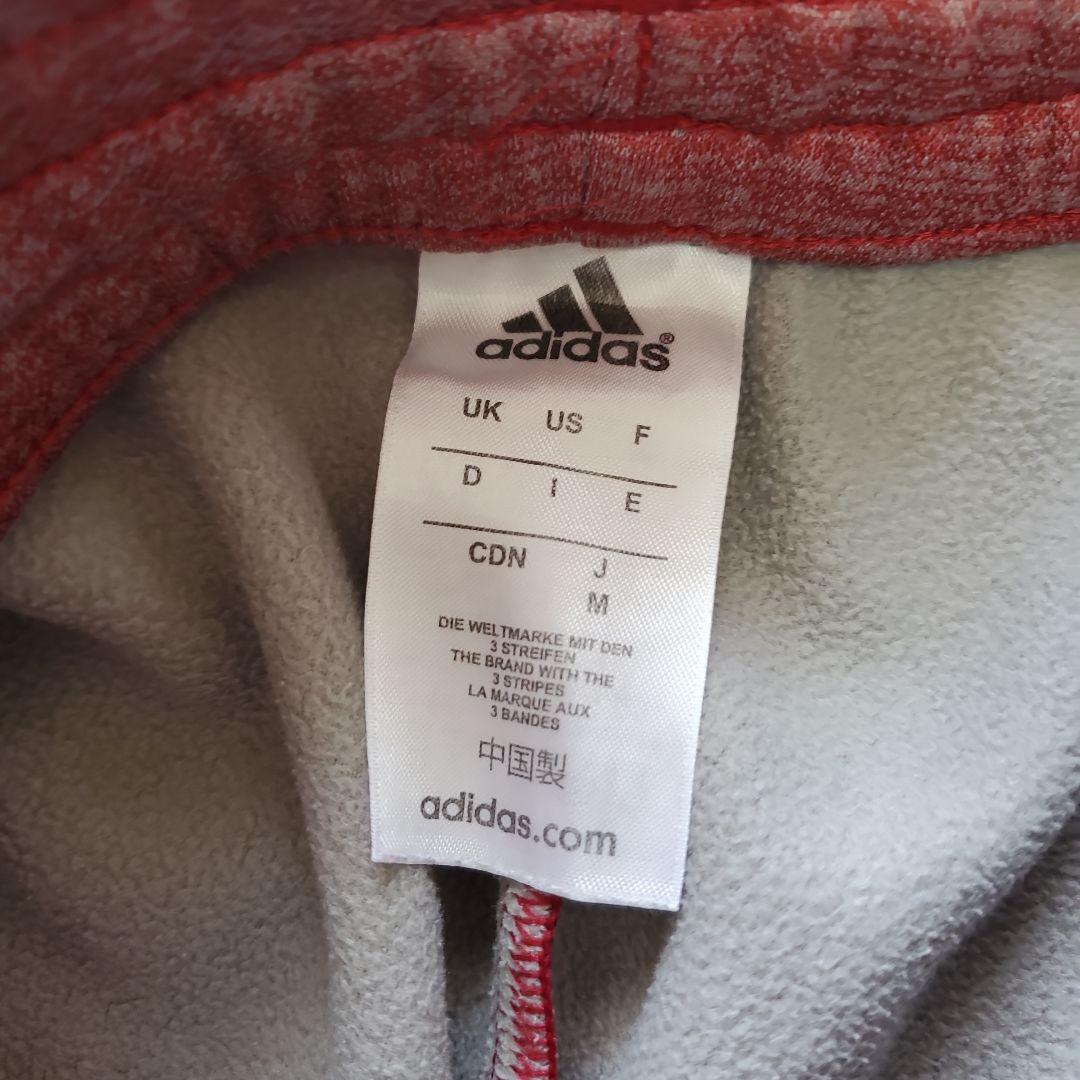 adidas®
UK US F
D I E
CDN J
M
DIE WELTMARKE MIT DEN
3 STREIFEN
THE BRAND WITH THE
3 STRIPES
LA MARQUE AUX
3 BANDES
中国製
adidas.com